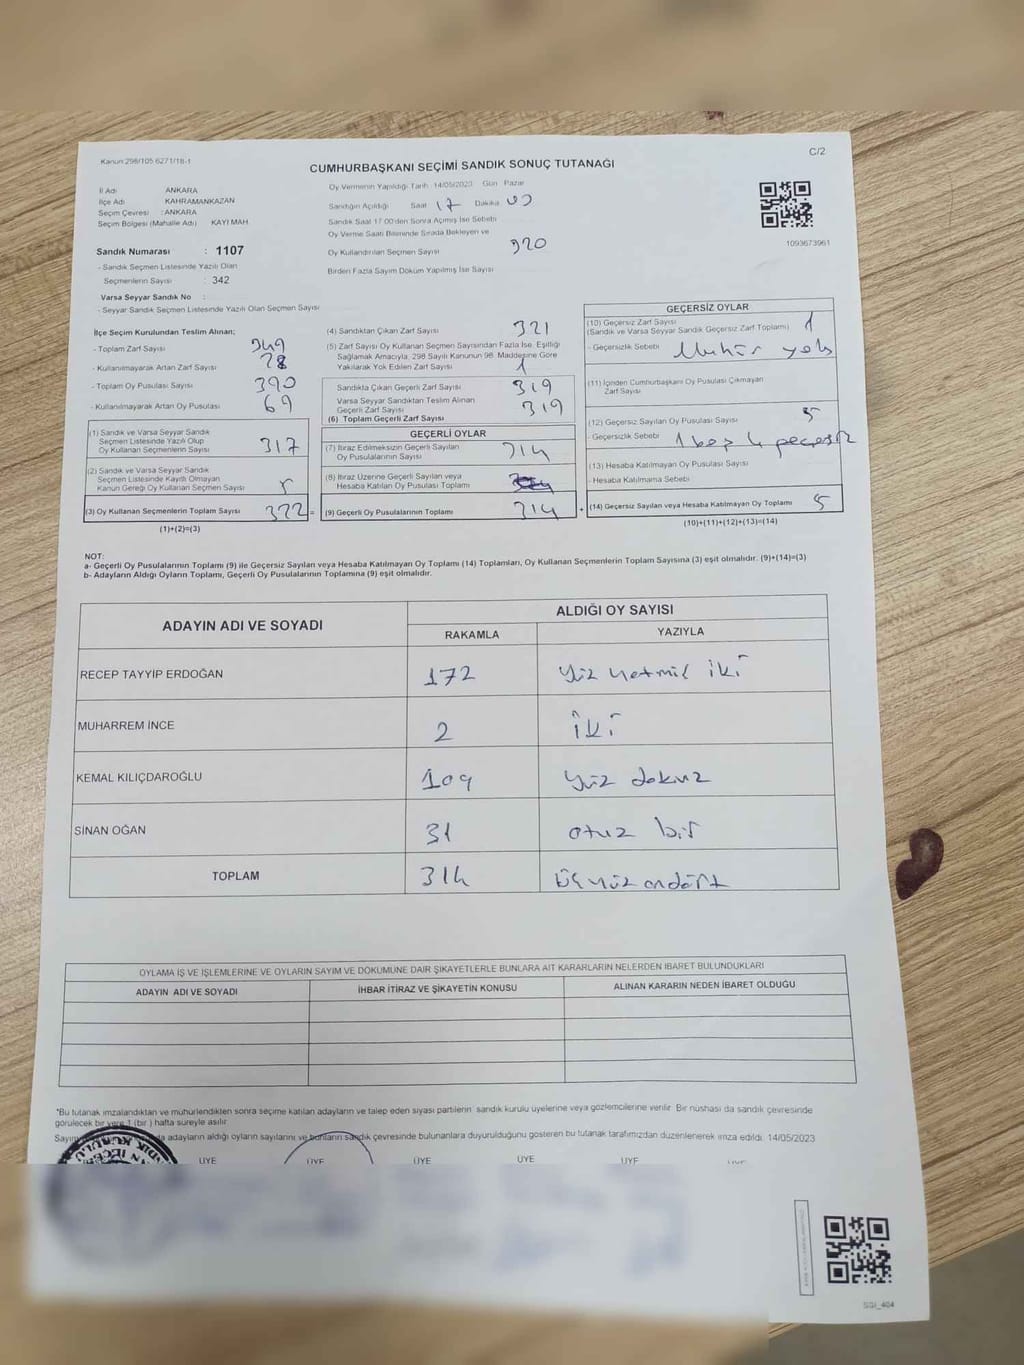 Kanun:298/105 6271/18-1
C/2
CUMHURBAŞKANI SEÇİMİ SANDIK SONUÇ TUTANAĞI
İl Adı ANKARA
İlçe Adı KAHRAMANKAZAN
Seçim Çevresi :ANKARA
Seçim Bölgesi (Mahalle Adı) KAYI MAH.
Oy Vermenin Yapıldığı Tarih 14/05/2023 Gün Pazar
Sandığın Açıldığı Saat 17 Dakika 00
Sandık Saat 17.00'den Sonra Açılmış İse Sebebi
Oy Verme Saati Bitiminde Sırada Bekleyen ve
Oy Kullandırılan Seçmen Sayısı 320
Birden Fazla Sayım Döküm Yapılmış İse Sayısı
1093673961
Sandık Numarası : 1107
- Sandık Seçmen Listesinde Yazılı Olan
Seçmenlerin Sayısı : 342
Varsa Seyyar Sandık No :
- Seyyar Sandık Seçmen Listesinde Yazılı Olan Seçmen Sayısı
İlçe Seçim Kurulundan Teslim Alınan;
- Toplam Zarf Sayısı 349
- Kullanılmayarak Artan Zarf Sayısı 28
- Toplam Oy Pusulası Sayısı 390
- Kullanılmayarak Artan Oy Pusulası 69
(1) Sandık ve Varsa Seyyar Sandık
Seçmen Listesinde Yazılı Olup
Oy Kullanan Seçmenlerin Sayısı 317
(2) Sandık ve Varsa Seyyar Sandık
Seçmen Listesinde Kayıtlı Olmayan
Kanun Gereği Oy Kullanan Seçmen Sayısı
(3) Oy Kullanan Seçmenlerin Toplam Sayısı 322 =
(1)+(2)=(3)
(4) Sandıktan Çıkan Zarf Sayısı 321
(5) Zarf Sayısı Oy Kullanan Seçmen Sayısından Fazla İse, Eşitliği
Sağlamak Amacıyla, 298 Sayılı Kanunun 98. Maddesine Göre
Yakılarak Yok Edilen Zarf Sayısı 1
Sandıkta Çıkan Geçerli Zarf Sayısı 319
Varsa Seyyar Sandıktan Teslim Alınan
Geçerli Zarf Sayısı 319
(6) Toplam Geçerli Zarf Sayısı
GEÇERLİ OYLAR
(7) İtiraz Edilmeksizin Geçerli Sayılan
Oy Pusulalarının Sayısı 314
(8) İtiraz Üzerine Geçerli Sayılan veya
Hesaba Katılan Oy Pusulası Toplamı
(9) Geçerli Oy Pusulalarının Toplamı 314 +
GEÇERSİZ OYLAR
(10) Geçersiz Zarf Sayısı
(Sandık ve Varsa Seyyar Sandık Geçersiz Zarf Toplamı) 1
- Geçersizlik Sebebi Mühür yok
(11) İçinden Cumhurbaşkanı Oy Pusulası Çıkmayan
Zarf Sayısı
(12) Geçersiz Sayılan Oy Pusulası Sayısı 5
- Geçersizlik Sebebi 1 boş 4 geçersiz
(13) Hesaba Katılmayan Oy Pusulası Sayısı
- Hesaba Katılmama Sebebi
(14) Geçersiz Sayılan veya Hesaba Katılmayan Oy Toplamı 5
(10)+(11)+(12)+(13)=(14)
NOT:
a- Geçerli Oy Pusulalarının Toplamı (9) ile Geçersiz Sayılan veya Hesaba Katılmayan Oy Toplamı (14) Toplamları, Oy Kullanan Seçmenlerin Toplam Sayısına (3) eşit olmalıdır. (9)+(14)=(3)
b- Adayların Aldığı Oyların Toplamı, Geçerli Oy Pusulalarının Toplamına (9) eşit olmalıdır.
ADAYIN ADI VE SOYADI ALDIĞI OY SAYISI
RAKAMLA YAZIYLA
RECEP TAYYİP ERDOĞAN 172 yüz yetmiş iki
MUHARREM İNCE 2 iki
KEMAL KILIÇDAROĞLU 109 yüz dokuz
SİNAN OĞAN 31 otuz bir
TOPLAM 314 üç yüz ondört
OYLAMA İŞ VE İŞLEMLERİNE VE OYLARIN SAYIM VE DÖKÜMÜNE DAİR ŞİKAYETLERLE BUNLARA AİT KARARLARIN NELERDEN İBARET BULUNDUKLARI
ADAYIN ADI VE SOYADI İHBAR İTİRAZ VE ŞİKAYETİN KONUSU ALINAN KARARIN NEDEN İBARET OLDUĞU
*Bu tutanak imzalandıktan ve mühürlendikten sonra seçime katılan adayların ve talep eden siyasi partilerin sandık kurulu üyelerine veya gözlemcilerine verilir. Bir nüshası da sandık çevresinde
görülecek bir yere 1 (bir) hafta süreyle asılır.
Sayım adayların aldığı oyların sayılarını ve bunların sandık çevresinde bulunanlara duyurulduğunu gösteren bu tutanak tarafımızdan düzenlenerek imza edildi. 14/05/2023
ÜYE ÜYE ÜYE ÜYE ÜYE
SGI_404